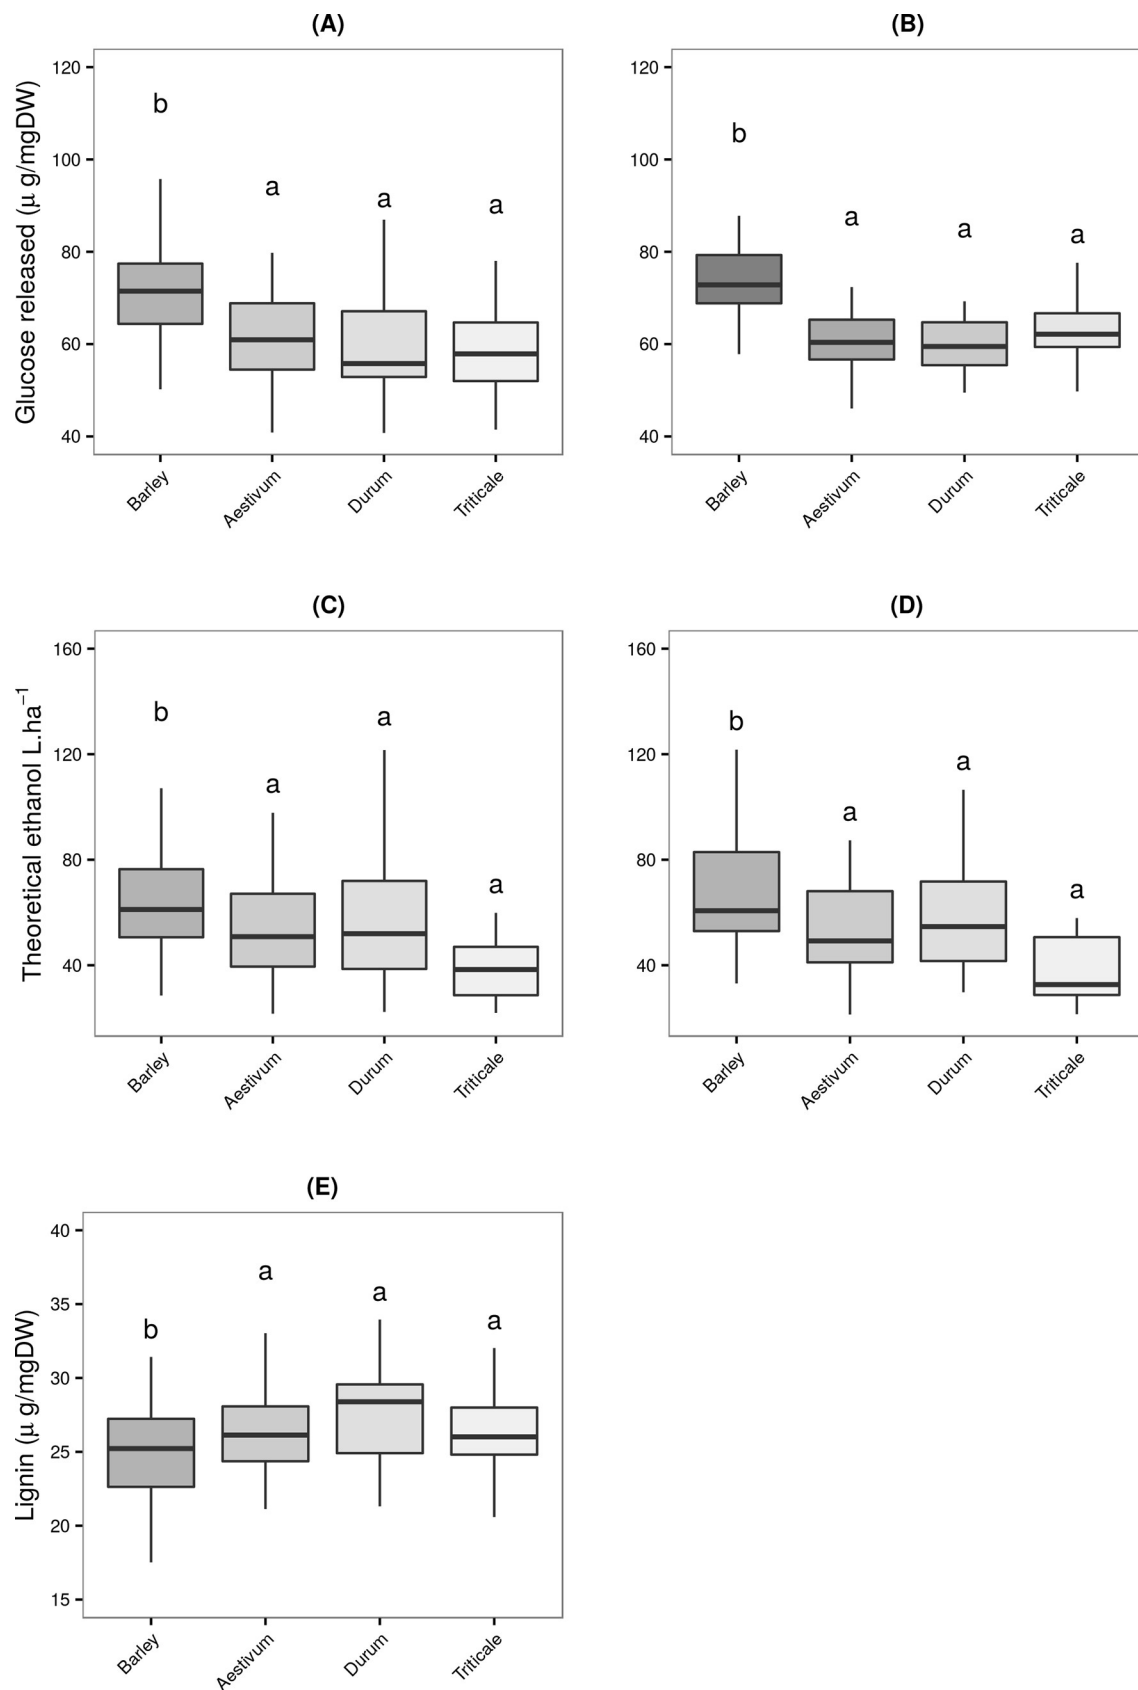 (A)
Glucose released (μ g/mgDW)
120
100
80
60
40
b
a
a
a
Barley
Aestivum
Durum
Triticale
(B)
120
100
80
60
40
b
a
a
a
Barley
Aestivum
Durum
Triticale
(C)
Theoretical ethanol L.ha⁻¹
160
120
80
40
b
a
a
a
Barley
Aestivum
Durum
Triticale
(D)
160
120
80
40
b
a
a
a
Barley
Aestivum
Durum
Triticale
(E)
Lignin (μ g/mgDW)
40
35
30
25
20
15
b
a
a
a
Barley
Aestivum
Durum
Triticale